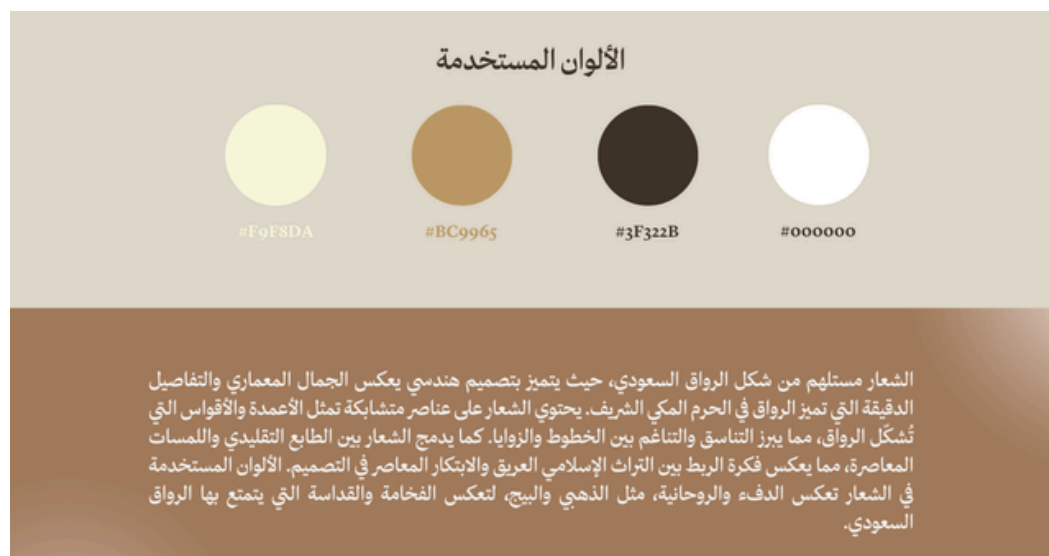 الألوان المستخدمة
#F9F8DA
#BC9965
#3F322B
#000000
الشعار مستلهم من شكل الرواق السعودي، حيث يتميز بتصميم هندسي يعكس الجمال المعماري والتفاصيل
الدقيقة التي تميز الرواق في الحرم المكي الشريف. يحتوي الشعار على عناصر متشابكة تمثل الأعمدة والأقواس التي
تُشكّل الرواق، مما يبرز التناسق والتناغم بين الخطوط والزوايا. كما يدمج الشعار بين الطابع التقليدي واللمسات
المعاصرة، مما يعكس فكرة الربط بين التراث الإسلامي العريق والابتكار المعاصر في التصميم. الألوان المستخدمة
في الشعار تعكس الدفء والروحانية، مثل الذهبي والبيج، لتعكس الفخامة والقداسة التي يتمتع بها الرواق
السعودي.